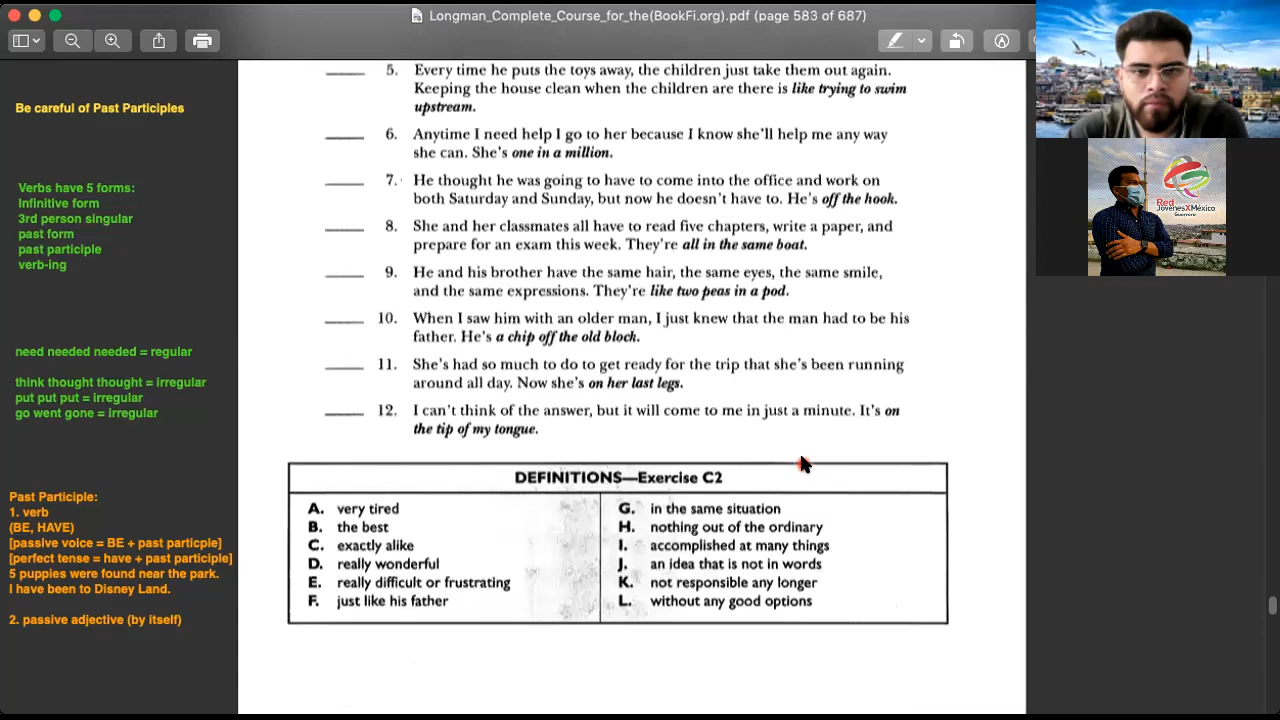 Longman_Complete_Course_for_the(BookFi.org).pdf (page 583 of 687)
Be careful of Past Participles
Verbs have 5 forms:
Infinitive form
3rd person singular
past form
past participle
verb-ing
need needed needed = regular
think thought thought = irregular
put put put = irregular
go went gone = irregular
Past Participle:
1. verb
(BE, HAVE)
[passive voice = BE + past particple]
[perfect tense = have + past participle]
5 puppies were found near the park.
I have been to Disney Land.
2. passive adjective (by itself)
5. Every time he puts the toys away, the children just take them out again.
Keeping the house clean when the children are there is like trying to swim
upstream.
6. Anytime I need help I go to her because I know she'll help me any way
she can. She's one in a million.
7. He thought he was going to have to come into the office and work on
both Saturday and Sunday, but now he doesn't have to. He's off the hook.
8. She and her classmates all have to read five chapters, write a paper, and
prepare for an exam this week. They're all in the same boat.
9. He and his brother have the same hair, the same eyes, the same smile,
and the same expressions. They're like two peas in a pod.
10. When I saw him with an older man, I just knew that the man had to be his
father. He's a chip off the old block.
11. She's had so much to do to get ready for the trip that she's been running
around all day. Now she's on her last legs.
12. I can't think of the answer, but it will come to me in just a minute. It's on
the tip of my tongue.
DEFINITIONS—Exercise C2
A. very tired
B. the best
C. exactly alike
D. really wonderful
E. really difficult or frustrating
F. just like his father
G. in the same situation
H. nothing out of the ordinary
I. accomplished at many things
J. an idea that is not in words
K. not responsible any longer
L. without any good options
Red
JóvenesXMéxico
Guerrero